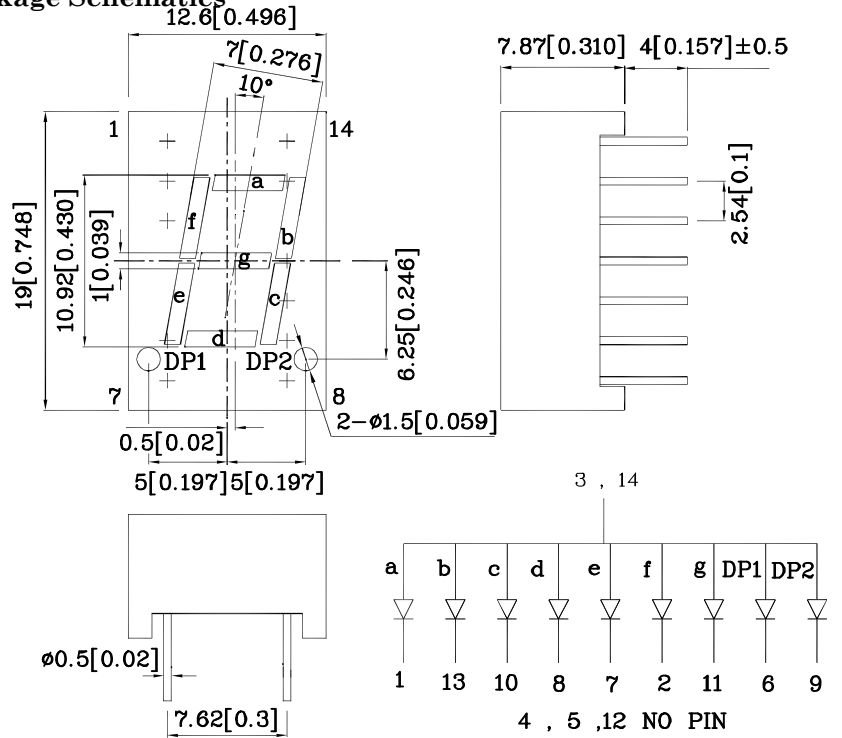 kage Schematics
12.6[0.496]
7[0.276]
10°
7.87[0.310] 4[0.157]±0.5
1 14
a
f
b
g
e
c
d
19[0.748]
10.92[0.430]
1[0.039]
6.25[0.246]
2.54[0.1]
DP1 DP2
7 8
2-ø1.5[0.059]
0.5[0.02]
5[0.197] 5[0.197]
3 , 14
a b c d e f g DP1 DP2
1 13 10 8 7 2 11 6 9
4 , 5 ,12 NO PIN
ø0.5[0.02]
7.62[0.3]